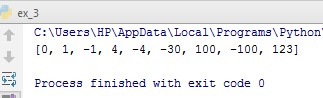 ex_3
C:\Users\HP\AppData\Local\Programs\Python
[0, 1, -1, 4, -4, -30, 100, -100, 123]
Process finished with exit code 0